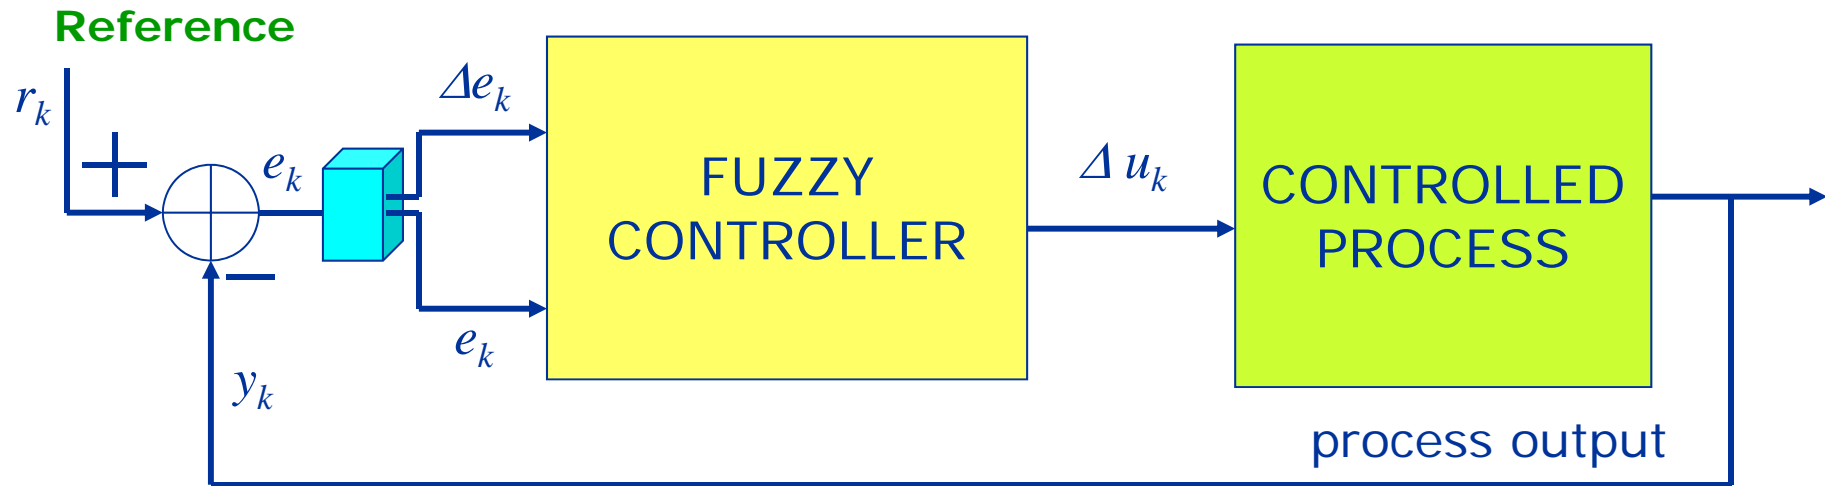 Reference
r_k
+
e_k
Δe_k
e_k
FUZZY
CONTROLLER
Δ u_k
CONTROLLED
PROCESS
−
y_k
process output